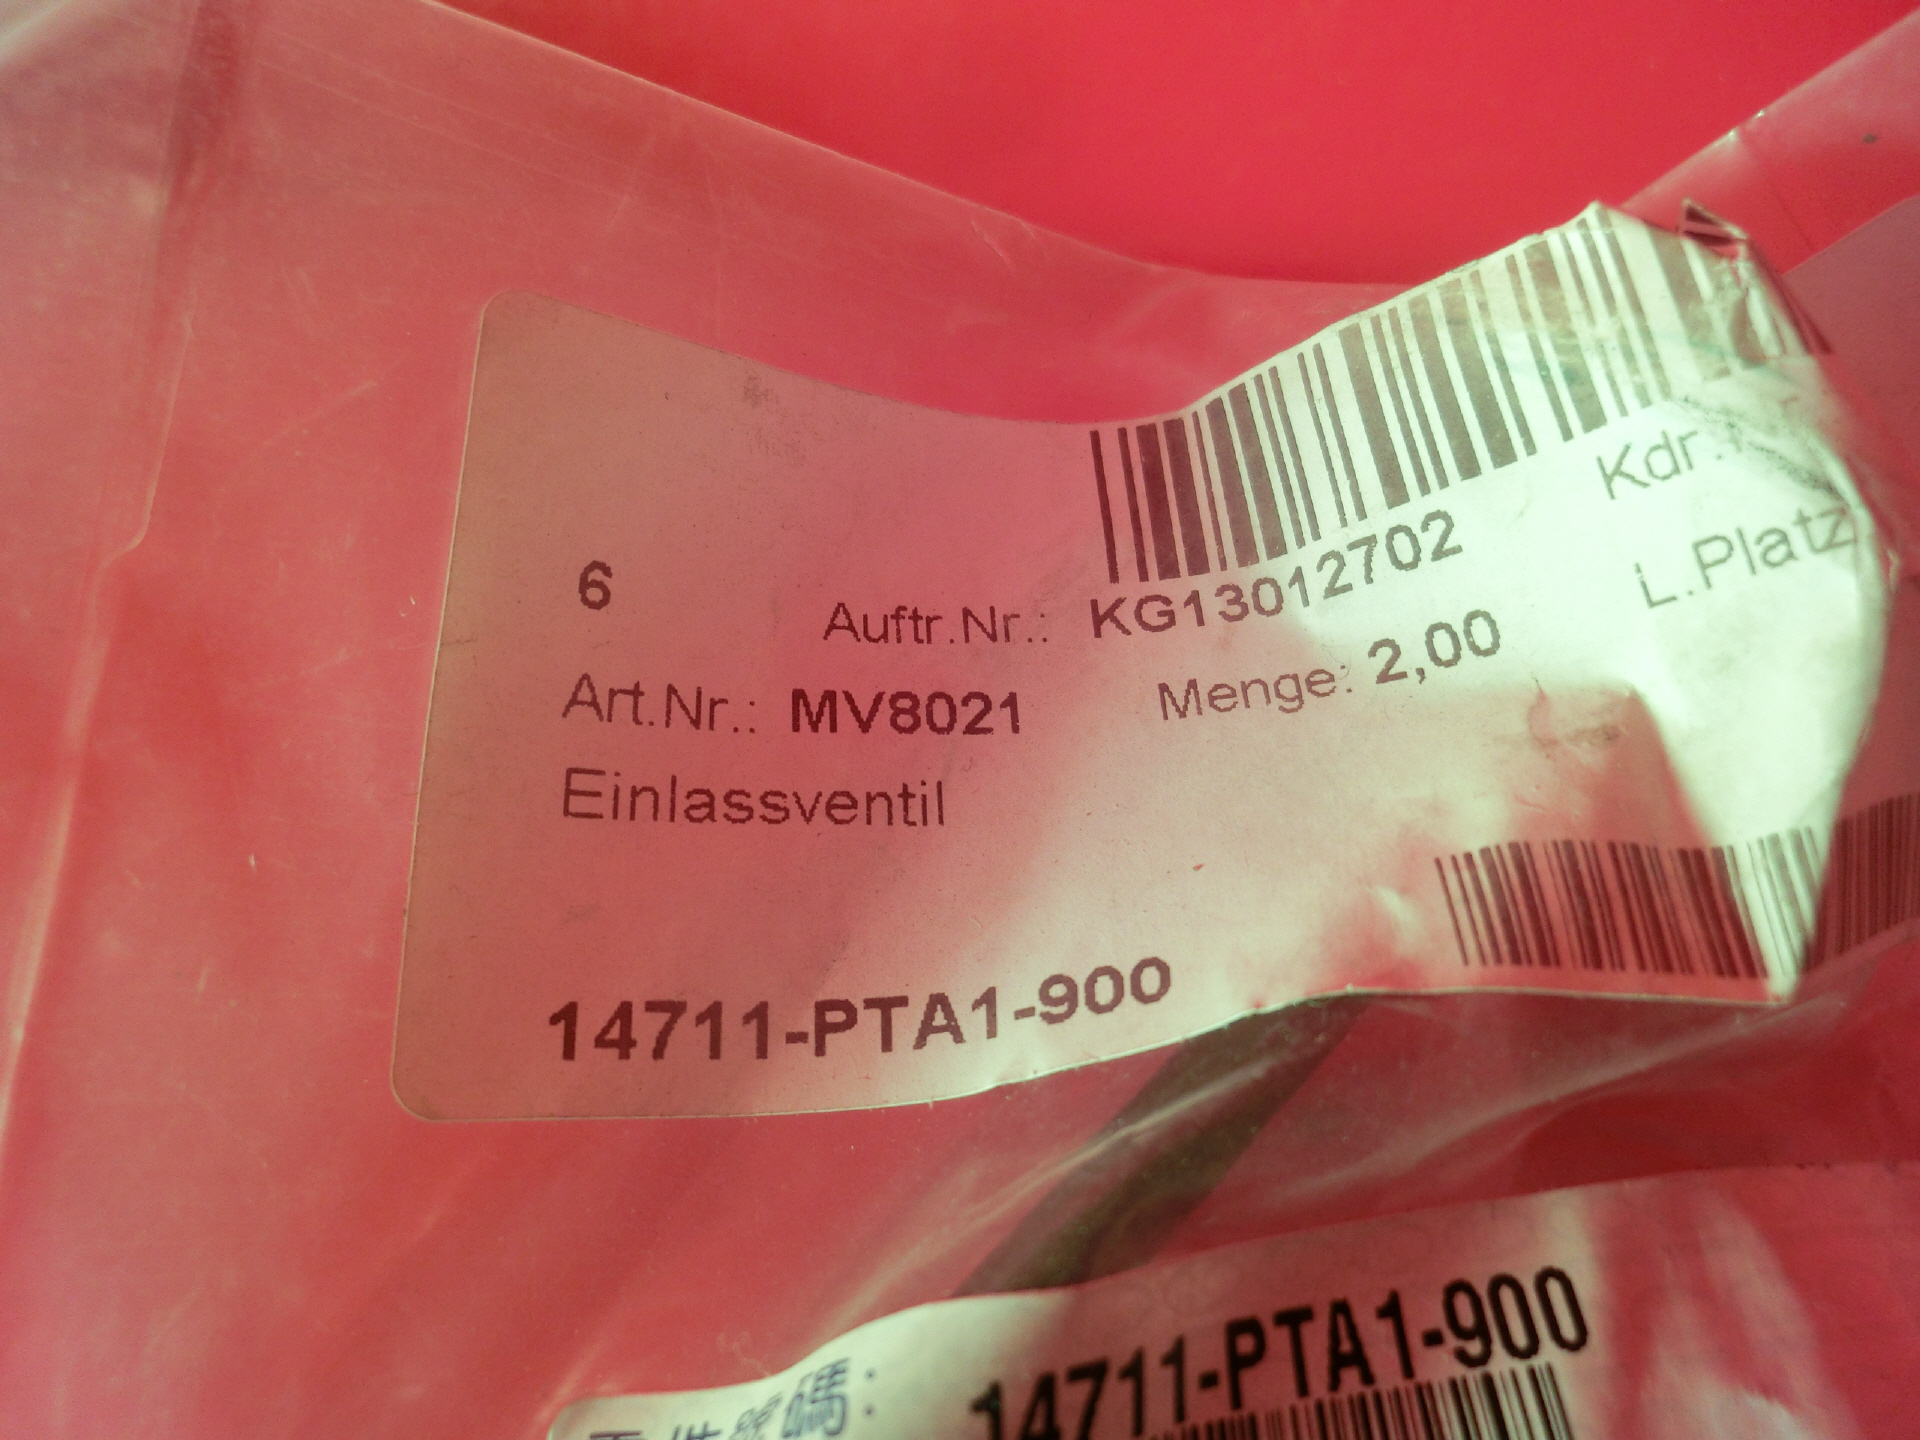 6
Auftr.Nr.: KG13012702
Kdr.
Art.Nr.: MV8021
Menge: 2,00
L.Platz
Einlassventil
14711-PTA1-900
14711-PTA1-900